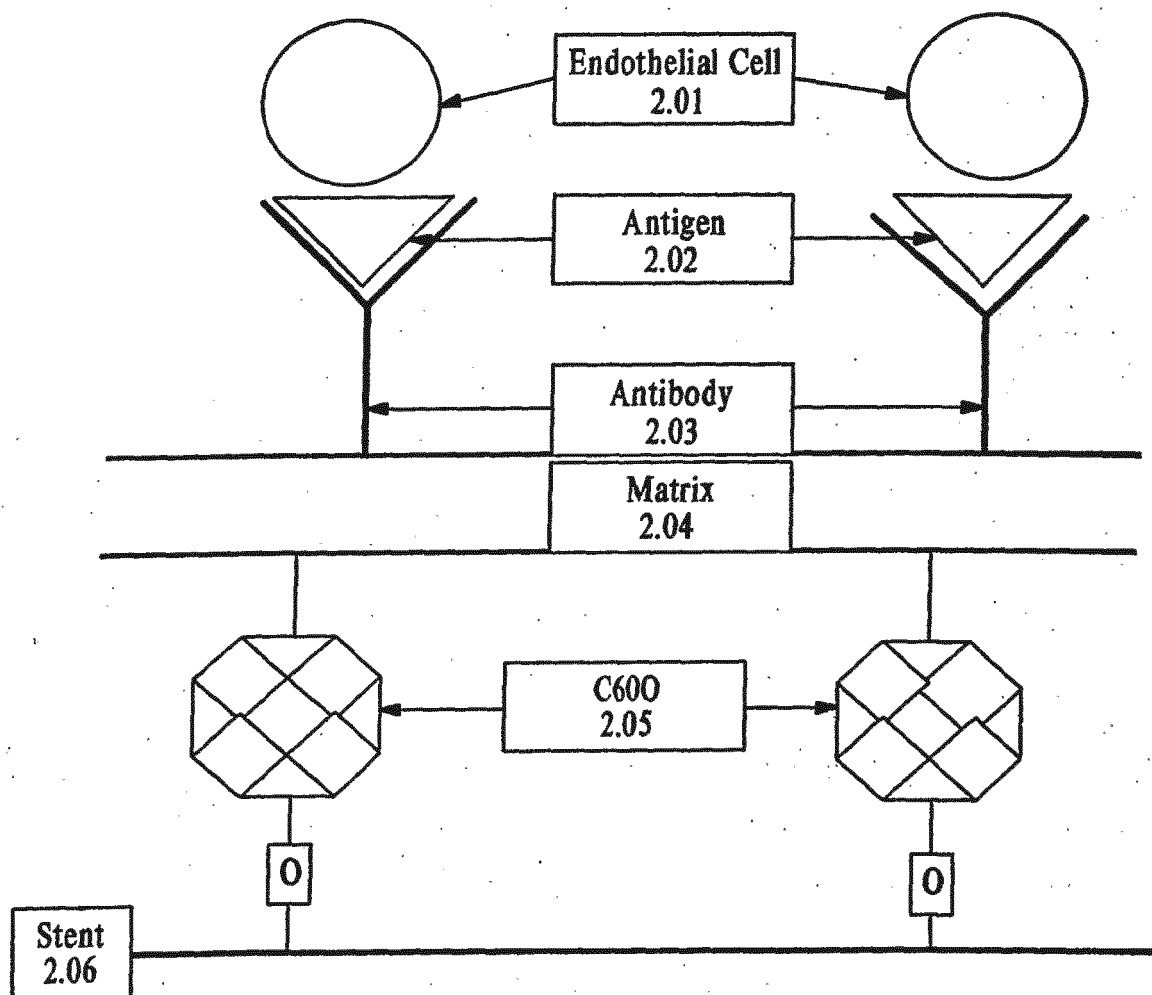 Endothelial Cell
2.01
Antigen
2.02
Antibody
2.03
Matrix
2.04
C60O
2.05
O
O
Stent
2.06